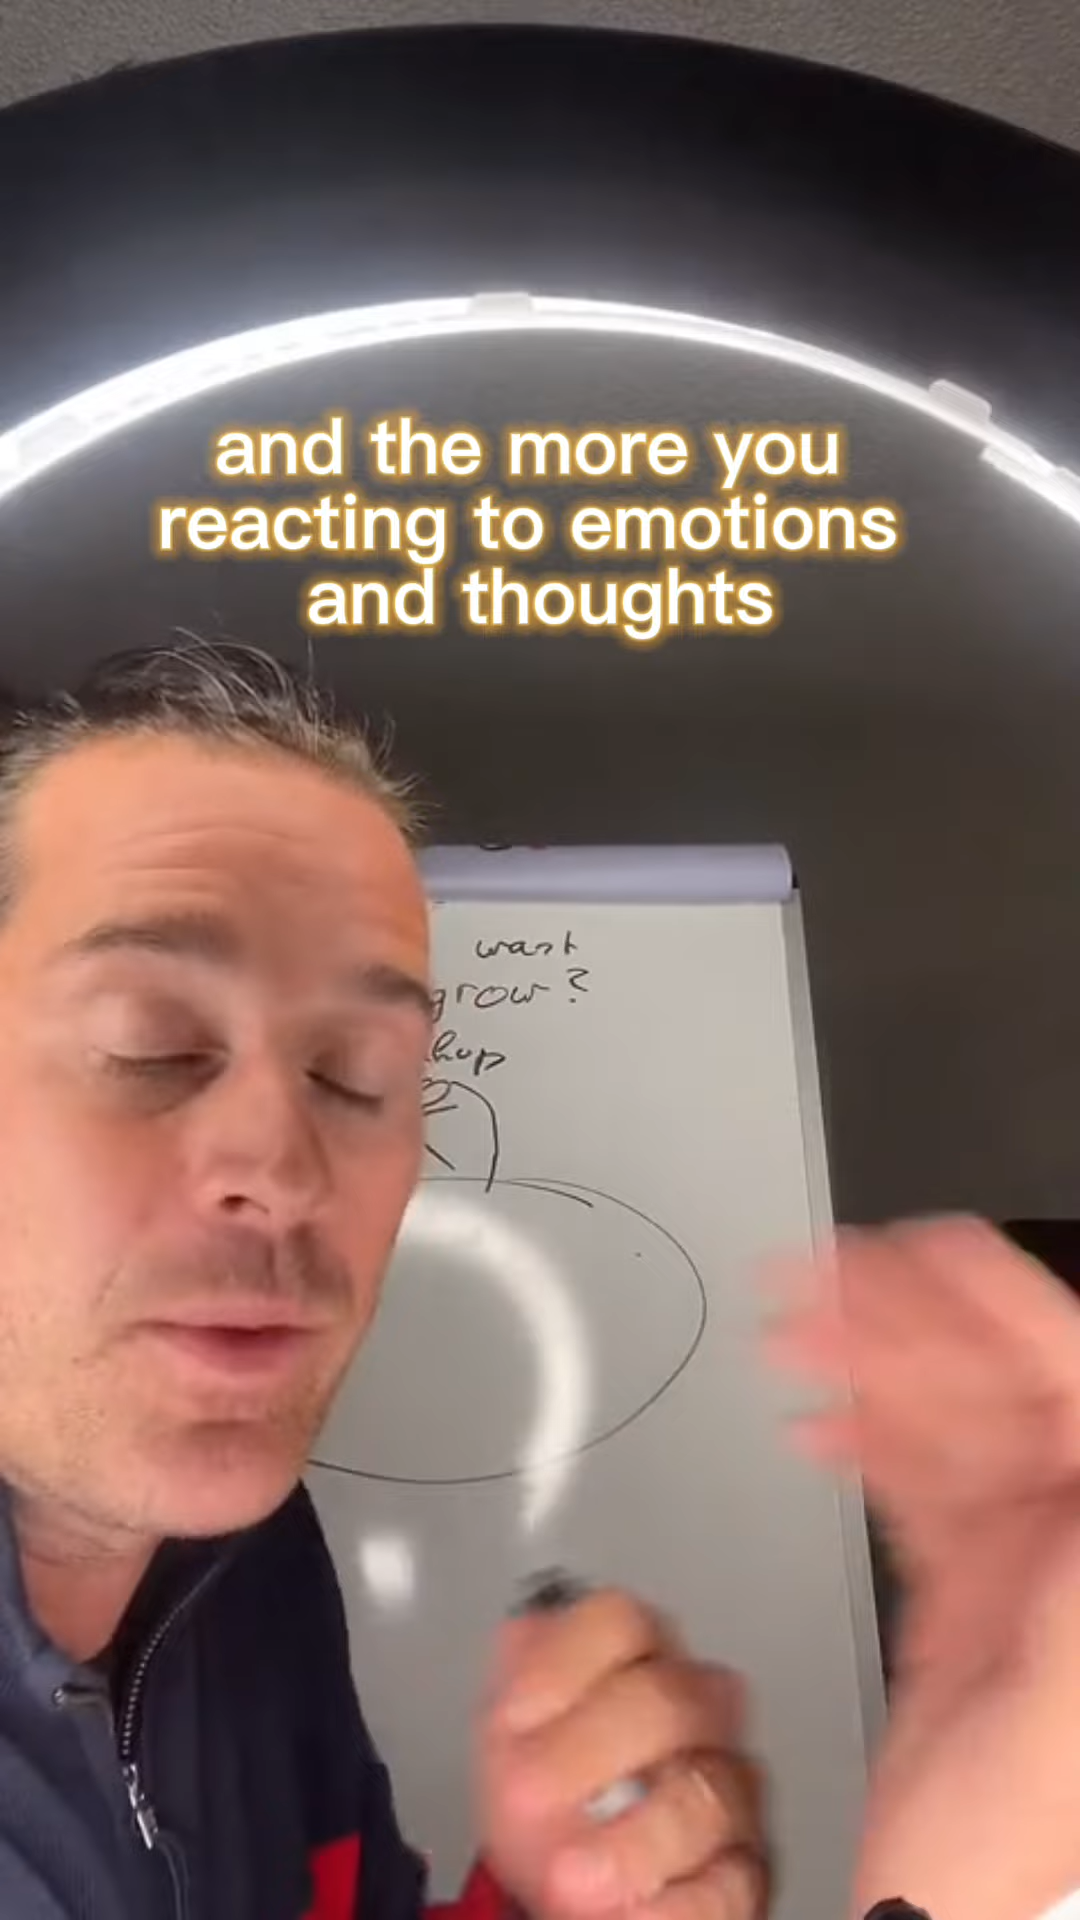 and the more you
reacting to emotions
and thoughts
want
grow?